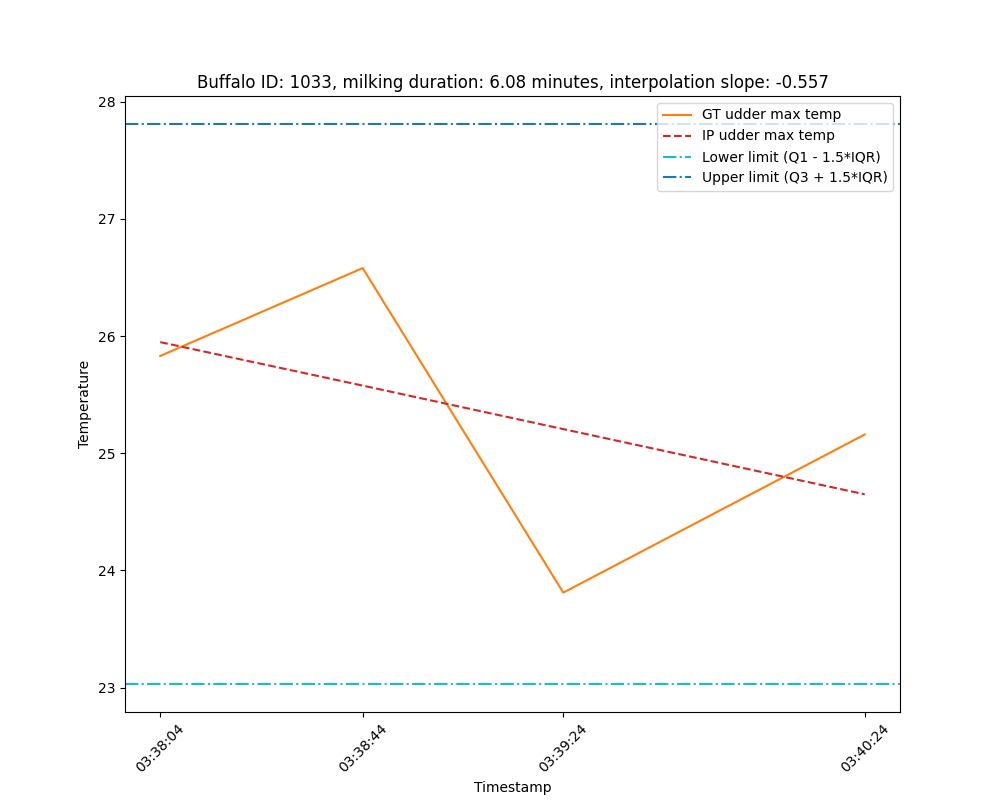 Buffalo ID: 1033, milking duration: 6.08 minutes, interpolation slope: -0.557
28
27
26
25
24
23
Temperature
GT udder max temp
IP udder max temp
Lower limit (Q1 - 1.5*IQR)
Upper limit (Q3 + 1.5*IQR)
03:38:04
03:38:44
03:39:24
03:40:24
Timestamp